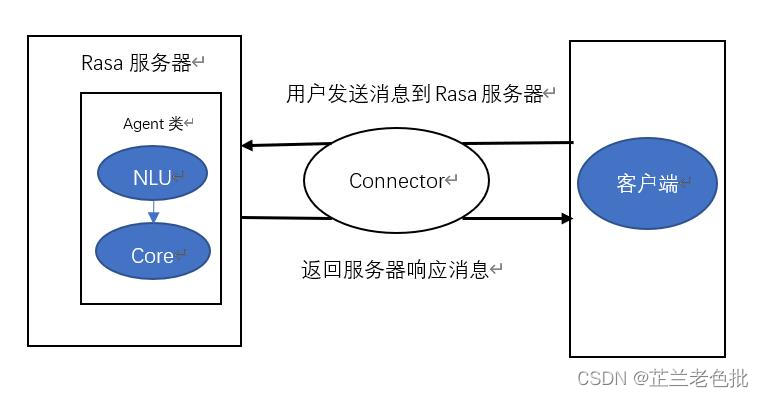 Rasa 服务器↵
用户发送消息到 Rasa 服务器↵
Agent 类↵
NLU↵
Connector↵
客户端↵
Core↵
返回服务器响应消息↵
CSDN @芷兰老色批